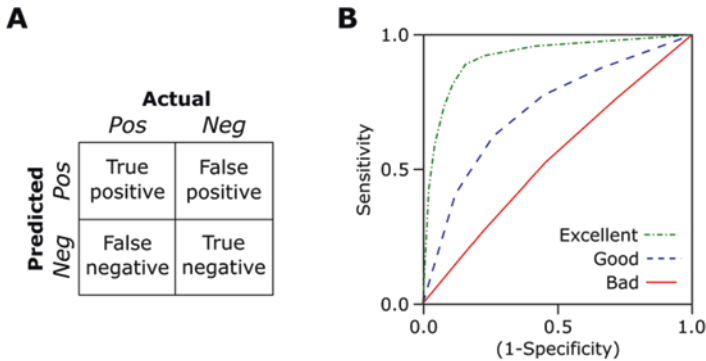 A
Actual
Pos Neg
Predicted
Pos
Neg
True
positive
False
positive
False
negative
True
negative
B
1.0
0.5
0.0
Sensitivity
Excellent
Good
Bad
0.0 0.5 1.0
(1-Specificity)